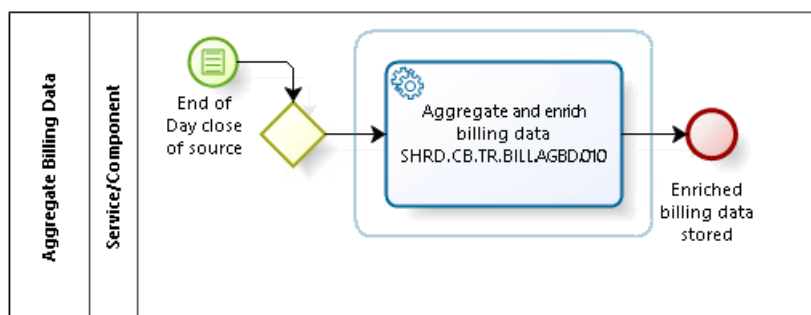 Aggregate Billing Data
Service/Component
End of
Day close
of source
Aggregate and enrich
billing data
SHRD.CB.TR.BILL.AGBD.010
Enriched
billing data
stored